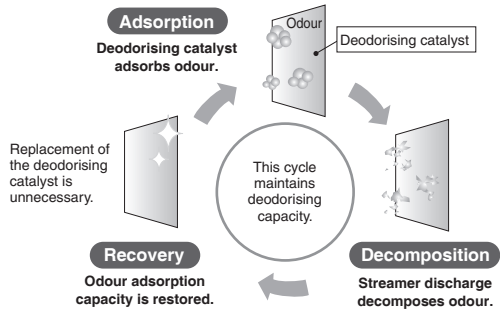 Adsorption
Deodorising catalyst
adsorbs odour.
Odour
Deodorising catalyst
Replacement of
the deodorising
catalyst is
unnecessary.
This cycle
maintains
deodorising
capacity.
Recovery
Odour adsorption
capacity is restored.
Decomposition
Streamer discharge
decomposes odour.